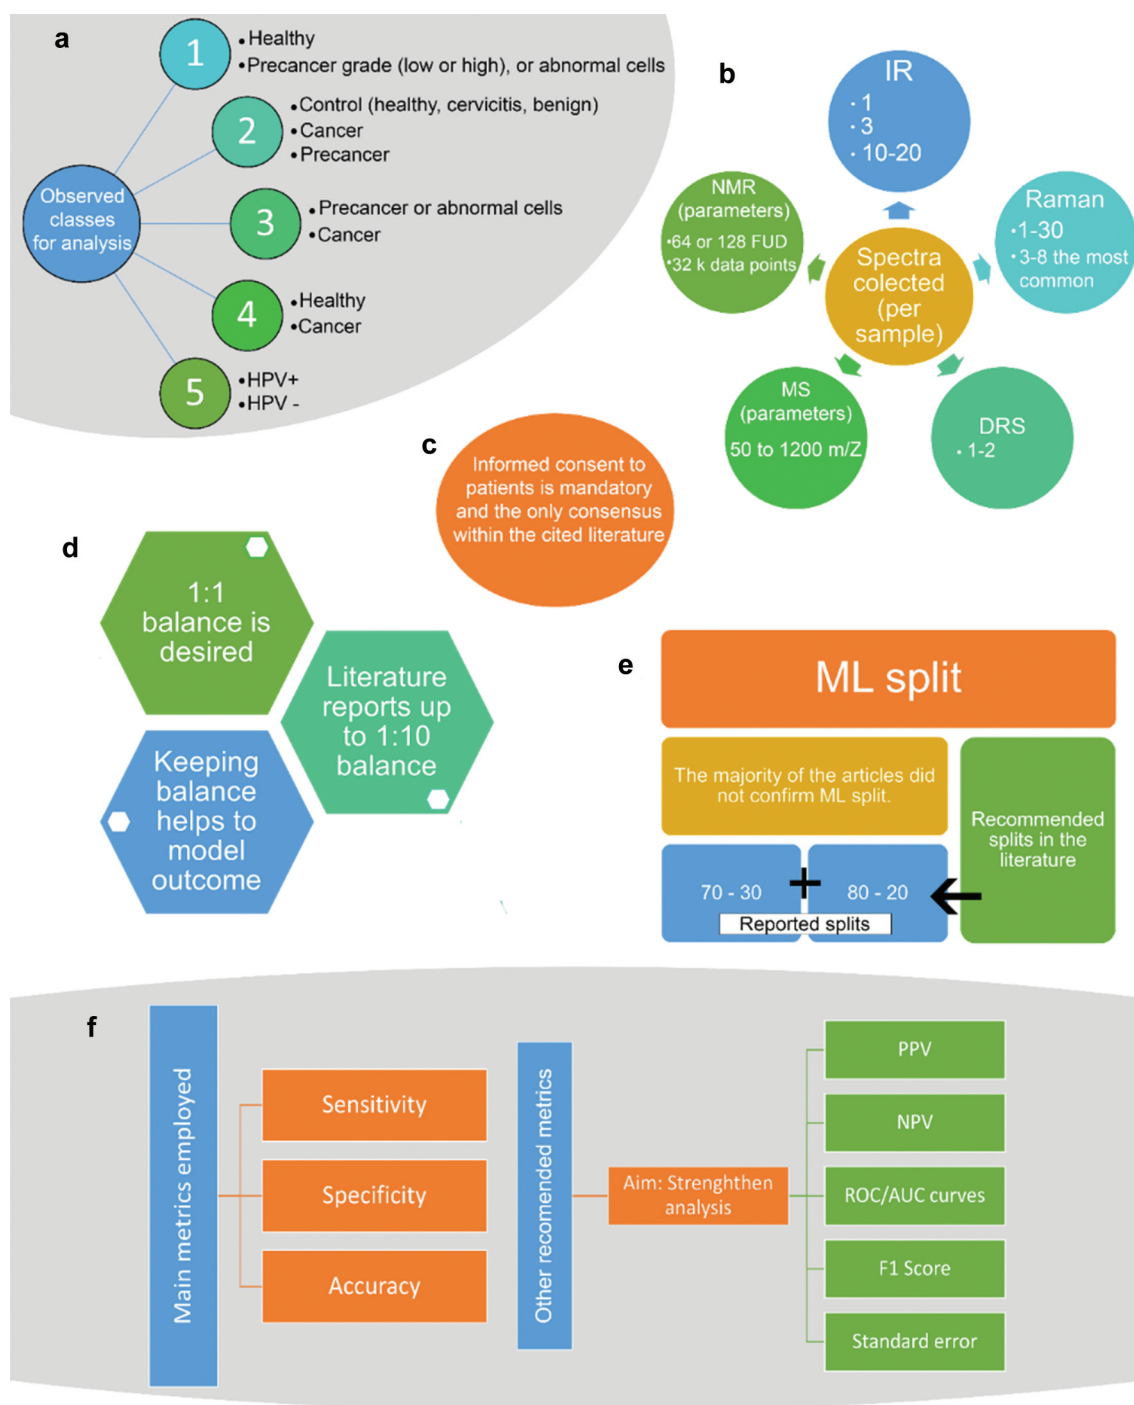 a
1
• Healthy
• Precancer grade (low or high), or abnormal cells
2
• Control (healthy, cervicitis, benign)
• Cancer
• Precancer
Observed
classes
for analysis
3
• Precancer or abnormal cells
• Cancer
4
• Healthy
• Cancer
5
• HPV+
• HPV -
b
IR
• 1
• 3
• 10-20
NMR
(parameters)
• 64 or 128 FUD
• 32 k data points
Raman
• 1-30
• 3-8 the most
common
Spectra
colected
(per
sample)
MS
(parameters)
50 to 1200 m/Z
DRS
• 1-2
c
Informed consent to
patients is mandatory
and the only consensus
within the cited literature
d
1:1
balance is
desired
Literature
reports up
to 1:10
balance
Keeping
balance
helps to
model
outcome
e
ML split
The majority of the articles did
not confirm ML split.
Recommended
splits in the
literature
70 - 30
+
80 - 20
Reported splits
f
Main metrics employed
Sensitivity
Specificity
Accuracy
Other recomended metrics
Aim: Strenghthen
analysis
PPV
NPV
ROC/AUC curves
F1 Score
Standard error